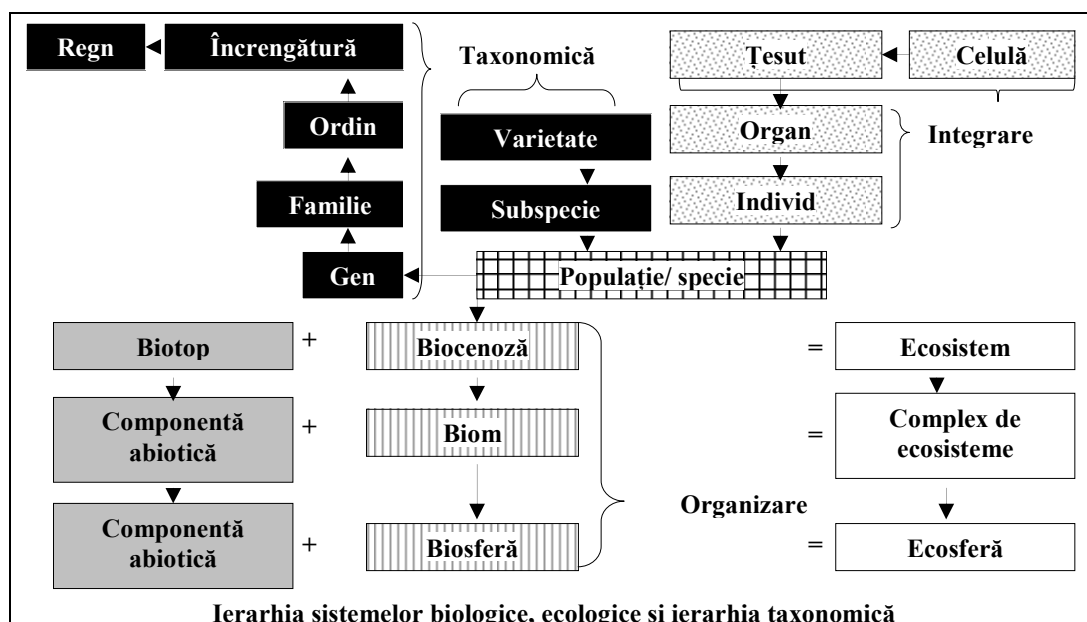 Regn
Încrengătură
Taxonomică
Țesut
Celulă
Ordin
Varietate
Organ
Integrare
Familie
Subspecie
Individ
Gen
Populație/ specie
Biotop
+
Biocenoză
=
Ecosistem
Componentă
abiotică
+
Biom
=
Complex de
ecosisteme
Organizare
Componentă
abiotică
+
Biosferă
=
Ecosferă
Ierarhia sistemelor biologice, ecologice și ierarhia taxonomică